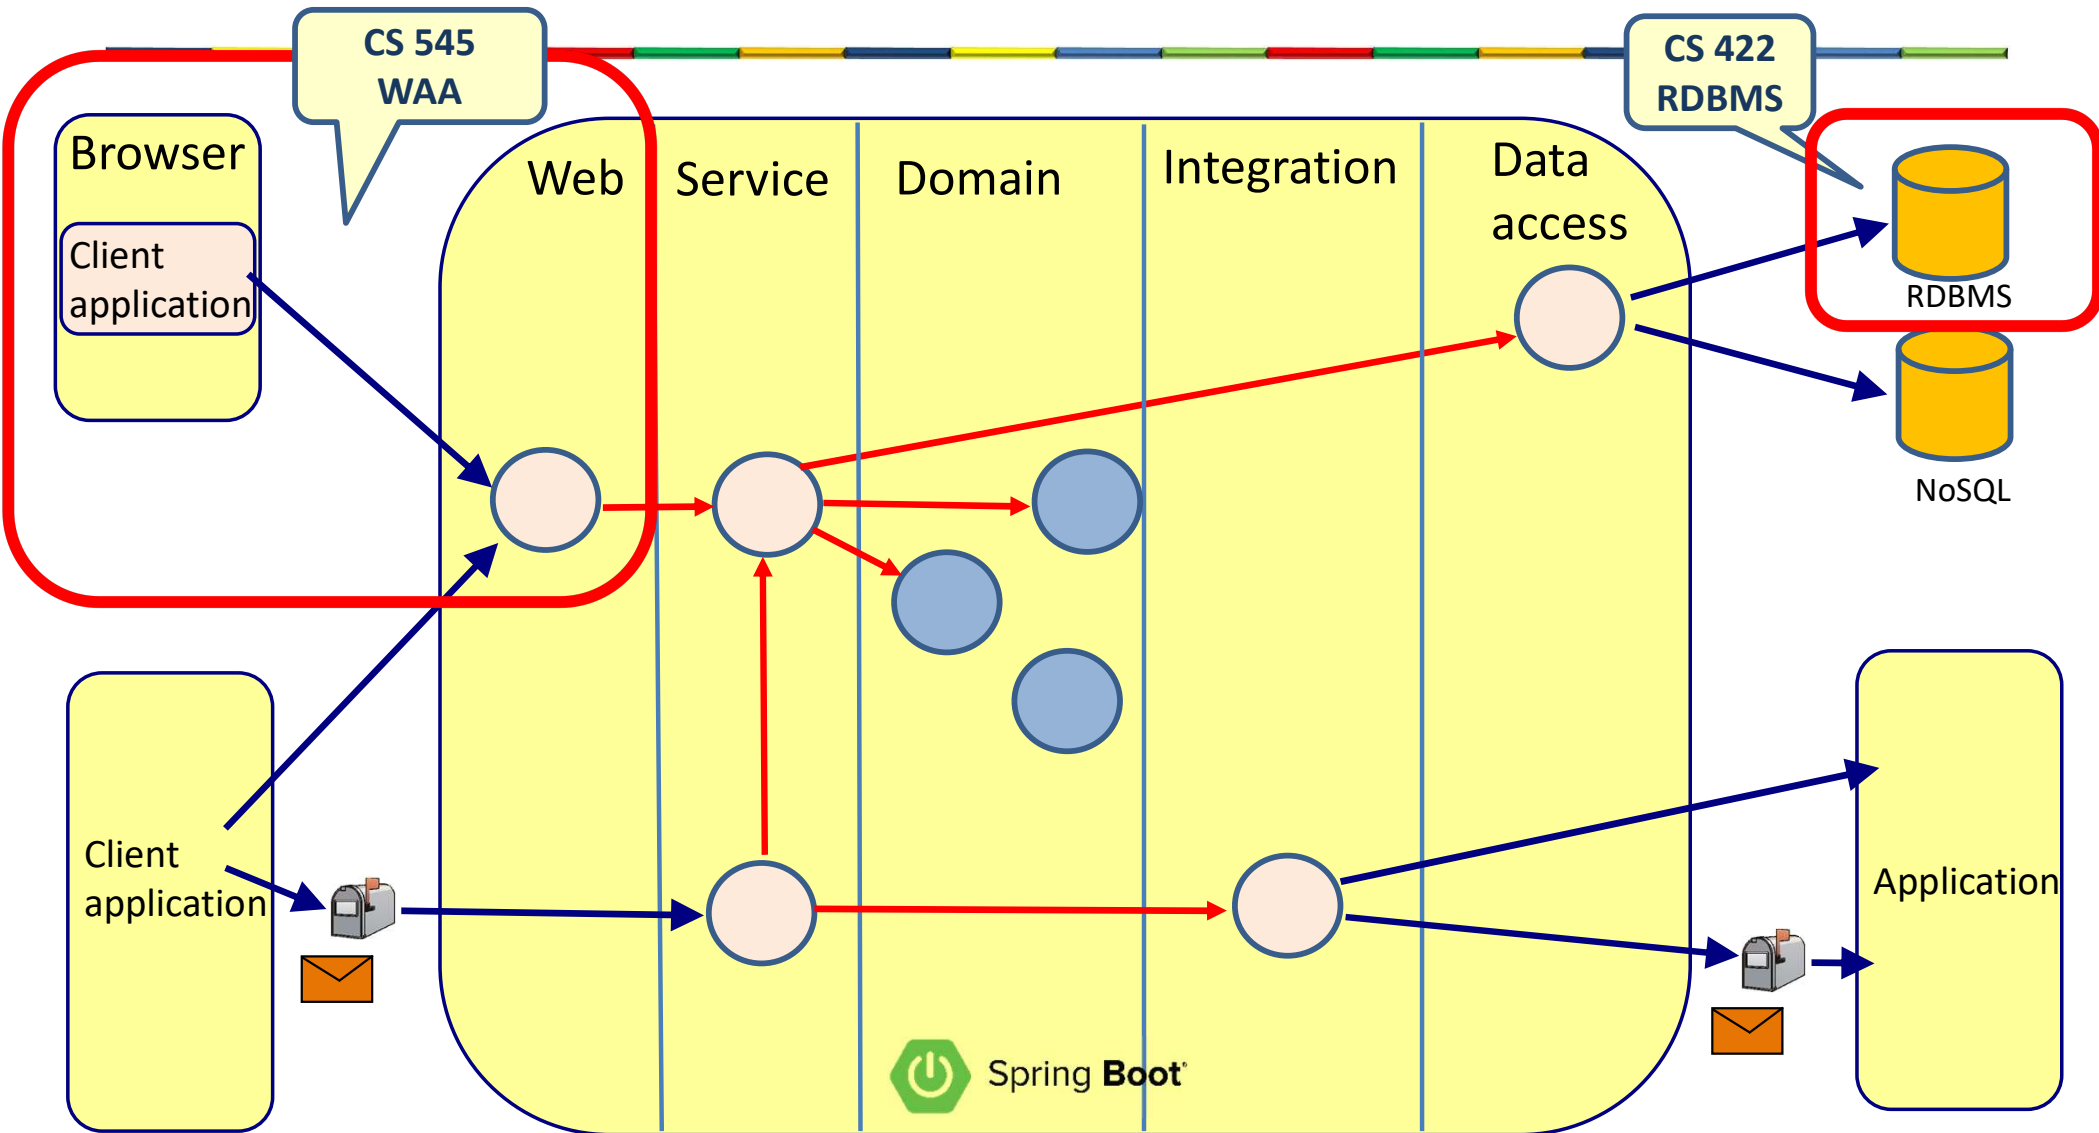 CS 545
WAA
CS 422
RDBMS
Browser
Client
application
Web
Service
Domain
Integration
Data
access
RDBMS
NoSQL
Client
application
Application
Spring Boot